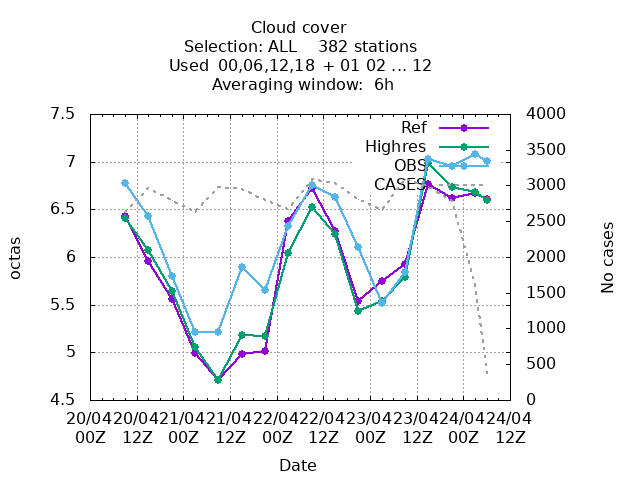 Cloud cover
Selection: ALL 382 stations
Used 00,06,12,18 + 01 02 ... 12
Averaging window: 6h
7.5
7
6.5
6
5.5
5
4.5
octas
4000
3500
3000
2500
2000
1500
1000
500
0
No cases
Ref
Highres
OBS
CASES
20/04 20/04 21/04 21/04 22/04 22/04 23/04 23/04 24/04 24/04
00Z 12Z 00Z 12Z 00Z 12Z 00Z 12Z 00Z 12Z
Date